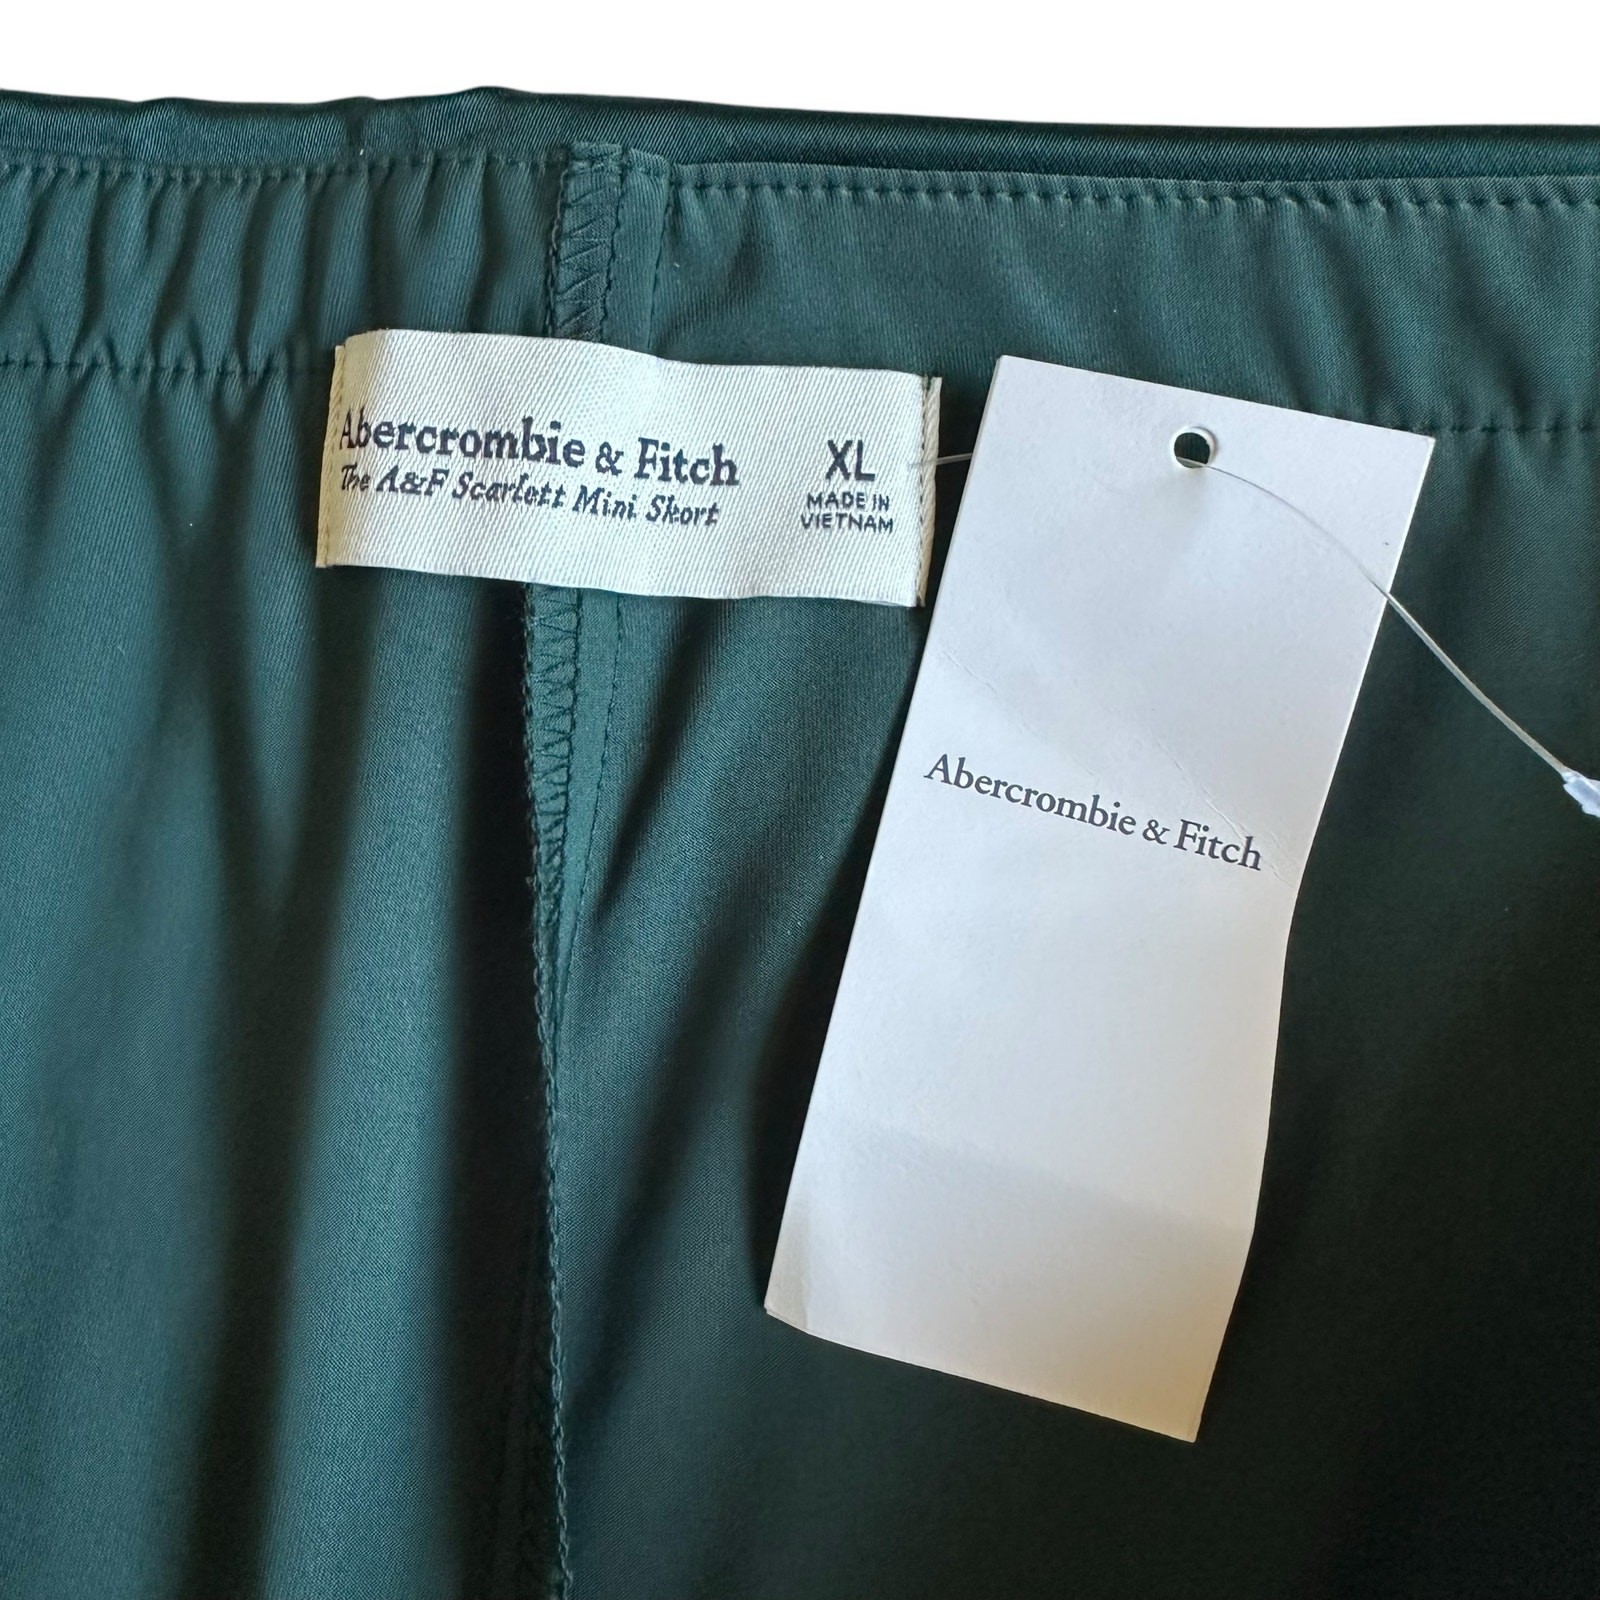 Abercrombie & Fitch
The A&F Scarlett Mini Skort
XL
MADE IN
VIETNAM
Abercrombie & Fitch